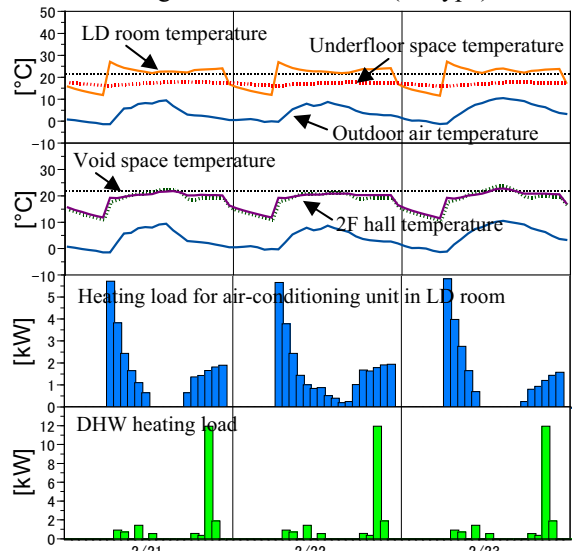 50
LD room temperature
40
Underfloor space temperature
30
[°C]
20
10
0
Outdoor air temperature
-10
Void space temperature
30
20
[°C]
2F hall temperature
10
0
-10
5
Heating load for air-conditioning unit in LD room
4
[kW]
3
2
1
0
12
DHW heating load
10
8
[kW]
6
4
2
0